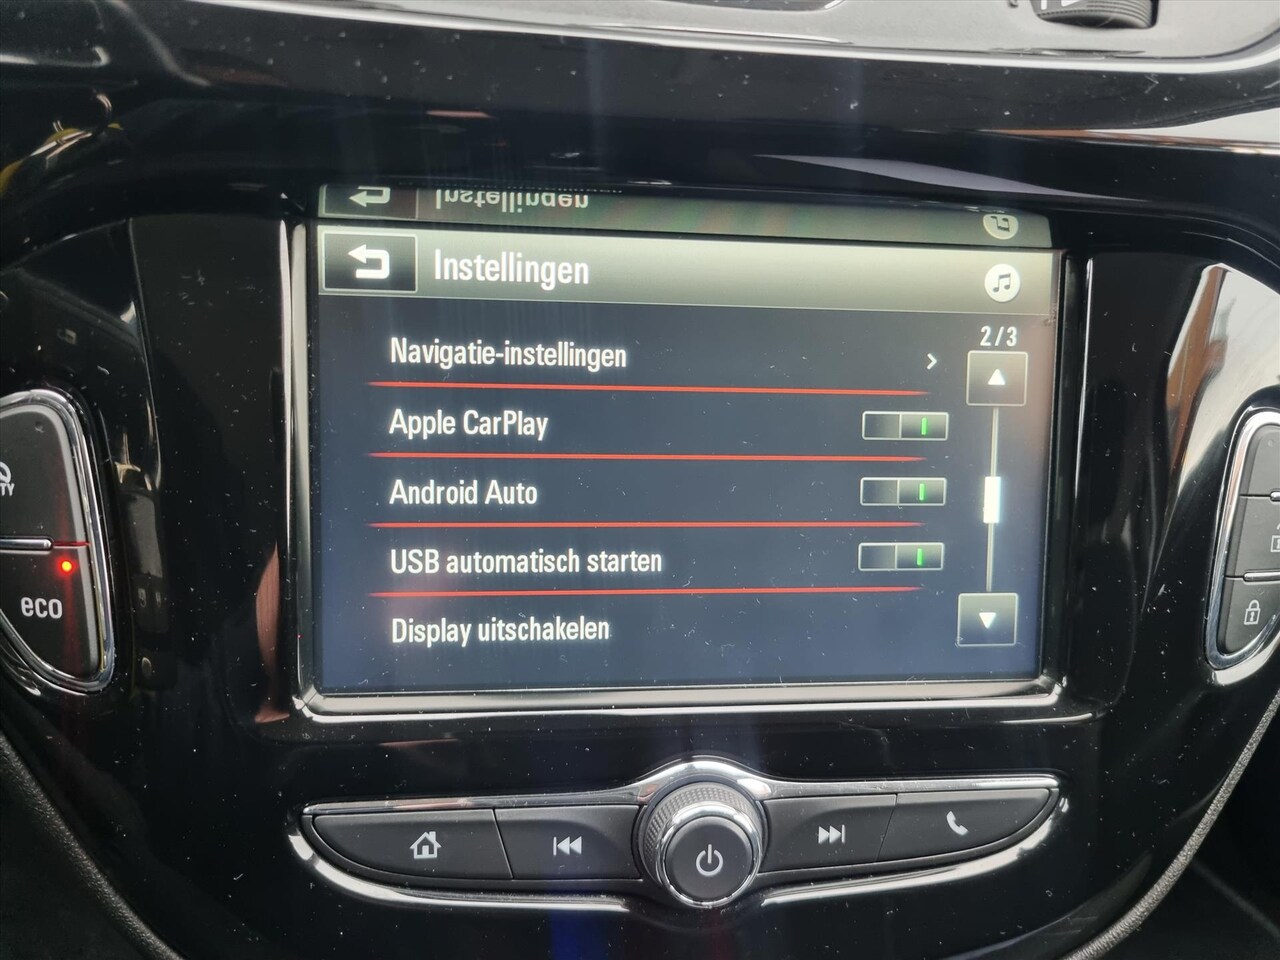 Instellingen
2/3
Navigatie-instellingen
Apple CarPlay
Android Auto
USB automatisch starten
Display uitschakelen
eco